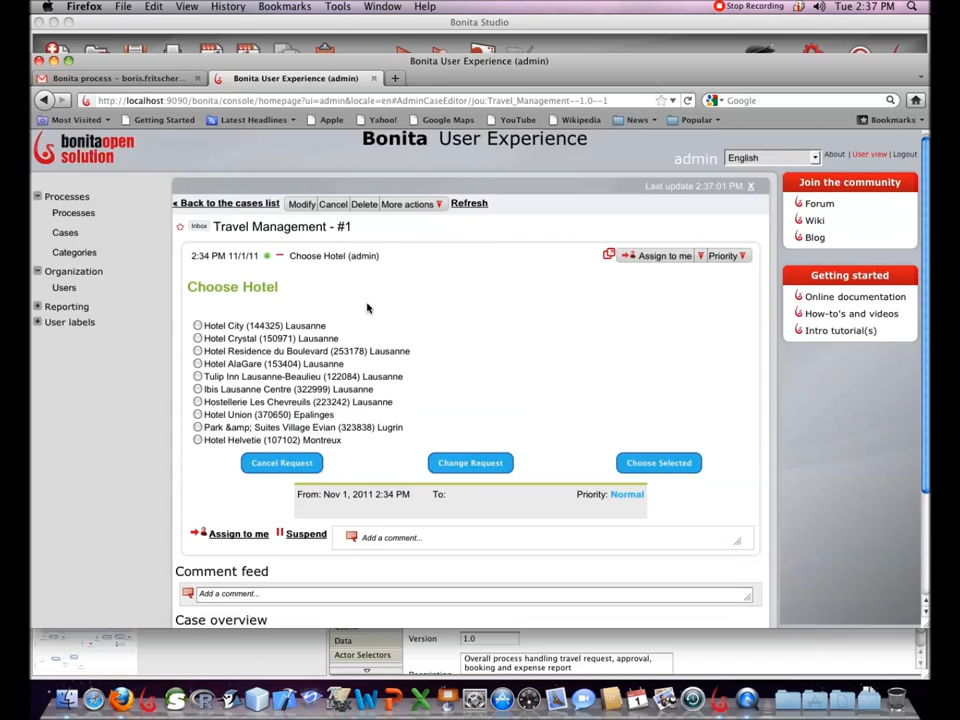 Firefox File Edit View History Bookmarks Tools Window Help Stop Recording Tue 2:37 PM
Bonita Studio
Bonita User Experience (admin)
Bonita process – boris.fritscher... Bonita User Experience (admin)
http://localhost:9090/bonita/console/homepage?ui=admin&locale=en#AdminCaseEditor/jou:Travel_Management--1.0--1 Google
Most Visited Getting Started Latest Headlines Apple Yahoo! Google Maps YouTube Wikipedia News Popular Bookmarks
bonitaopen
solution
Bonita User Experience
admin English About User view Logout
Processes
Processes
Cases
Categories
Organization
Users
Reporting
User labels
Last update 2:37:01 PM X
« Back to the cases list Modify Cancel Delete More actions Refresh
Inbox Travel Management - #1
2:34 PM 11/1/11 Choose Hotel (admin) Assign to me Priority
Choose Hotel
Hotel City (144325) Lausanne
Hotel Crystal (150971) Lausanne
Hotel Residence du Boulevard (253178) Lausanne
Hotel AlaGare (153404) Lausanne
Tulip Inn Lausanne-Beaulieu (122084) Lausanne
Ibis Lausanne Centre (322999) Lausanne
Hostellerie Les Chevreuils (223242) Lausanne
Hotel Union (370650) Epalinges
Park &amp; Suites Village Evian (323838) Lugrin
Hotel Helvetie (107102) Montreux
Cancel Request Change Request Choose Selected
From: Nov 1, 2011 2:34 PM To: Priority: Normal
Assign to me Suspend Add a comment...
Comment feed
Add a comment...
Case overview
Join the community
Forum
Wiki
Blog
Getting started
Online documentation
How-to's and videos
Intro tutorial(s)
Data
Actor Selectors
Version 1.0
Overall process handling travel request, approval,
booking and expense report